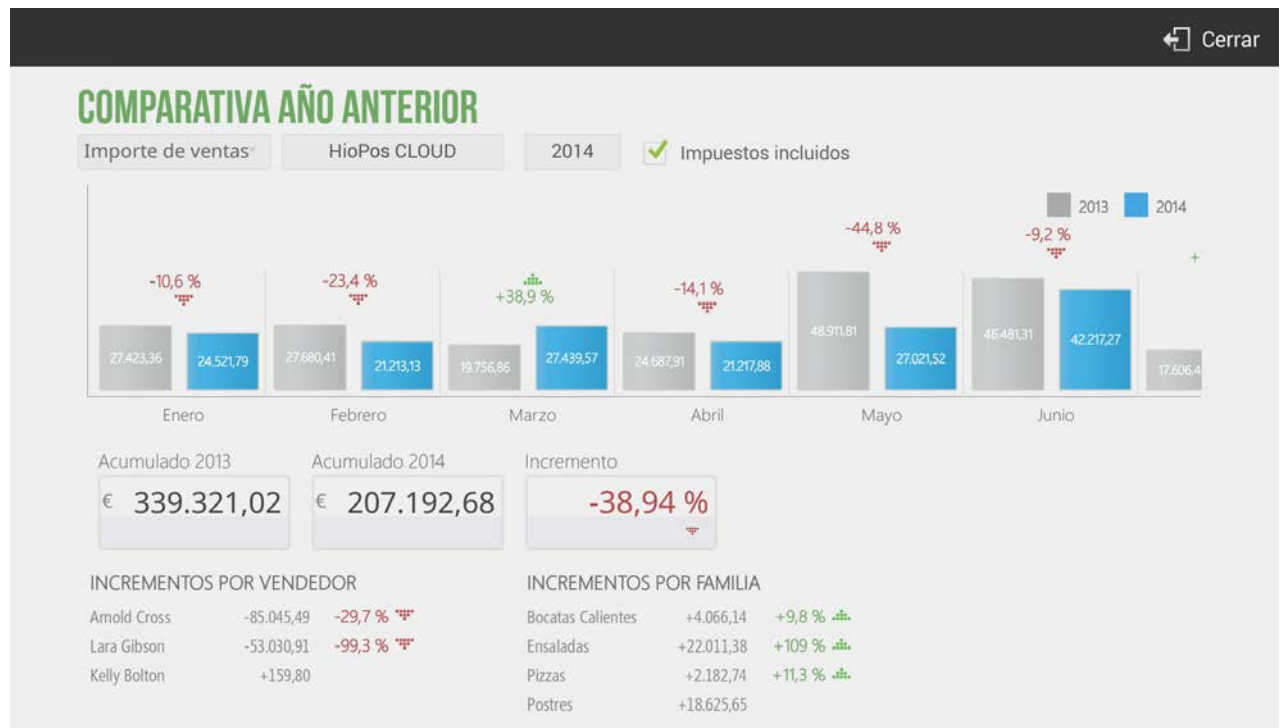 Cerrar
COMPARATIVA AÑO ANTERIOR
Importe de ventas HioPos CLOUD 2014 Impuestos incluidos
2013 2014
-10,6 % -23,4 % +38,9 % -14,1 % -44,8 % -9,2 % +
27.423,36 24.521,79 27.680,41 21.213,13 19.756,86 27.439,57 24.687,91 21.217,88 48.911,81 27.021,52 46.481,31 42.217,27 17.606,4
Enero Febrero Marzo Abril Mayo Junio
Acumulado 2013 Acumulado 2014 Incremento
€ 339.321,02 € 207.192,68 -38,94 %
INCREMENTOS POR VENDEDOR
Arnold Cross -85.045,49 -29,7 %
Lara Gibson -53.030,91 -99,3 %
Kelly Bolton +159,80
INCREMENTOS POR FAMILIA
Bocatas Calientes +4.066,14 +9,8 %
Ensaladas +22.011,38 +109 %
Pizzas +2.182,74 +11,3 %
Postres +18.625,65